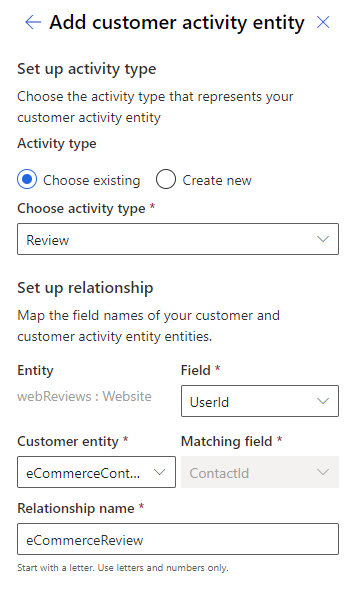 Add customer activity entity
Set up activity type
Choose the activity type that represents your
customer activity entity
Activity type
Choose existing
Create new
Choose activity type *
Review
Set up relationship
Map the field names of your customer and
customer activity entity entities.
Entity
Field *
webReviews : Website
UserId
Customer entity *
Matching field *
eCommerceCont...
ContactId
Relationship name *
eCommerceReview
Start with a letter. Use letters and numbers only.